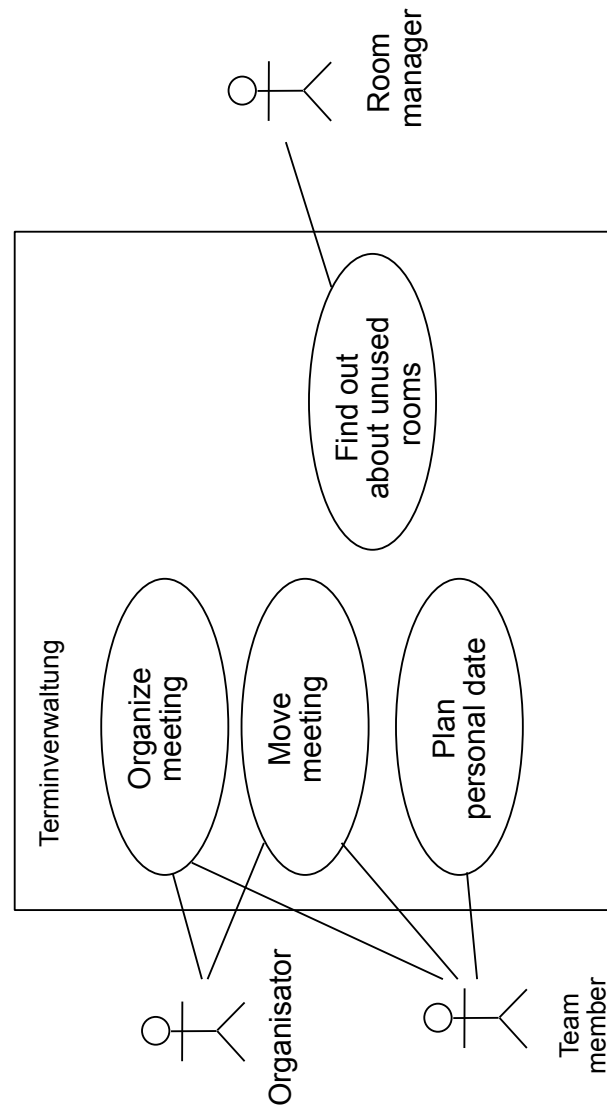 Terminverwaltung
Organisator
Organize
meeting
Move
meeting
Team
member
Plan
personal date
Find out
about unused
rooms
Room
manager